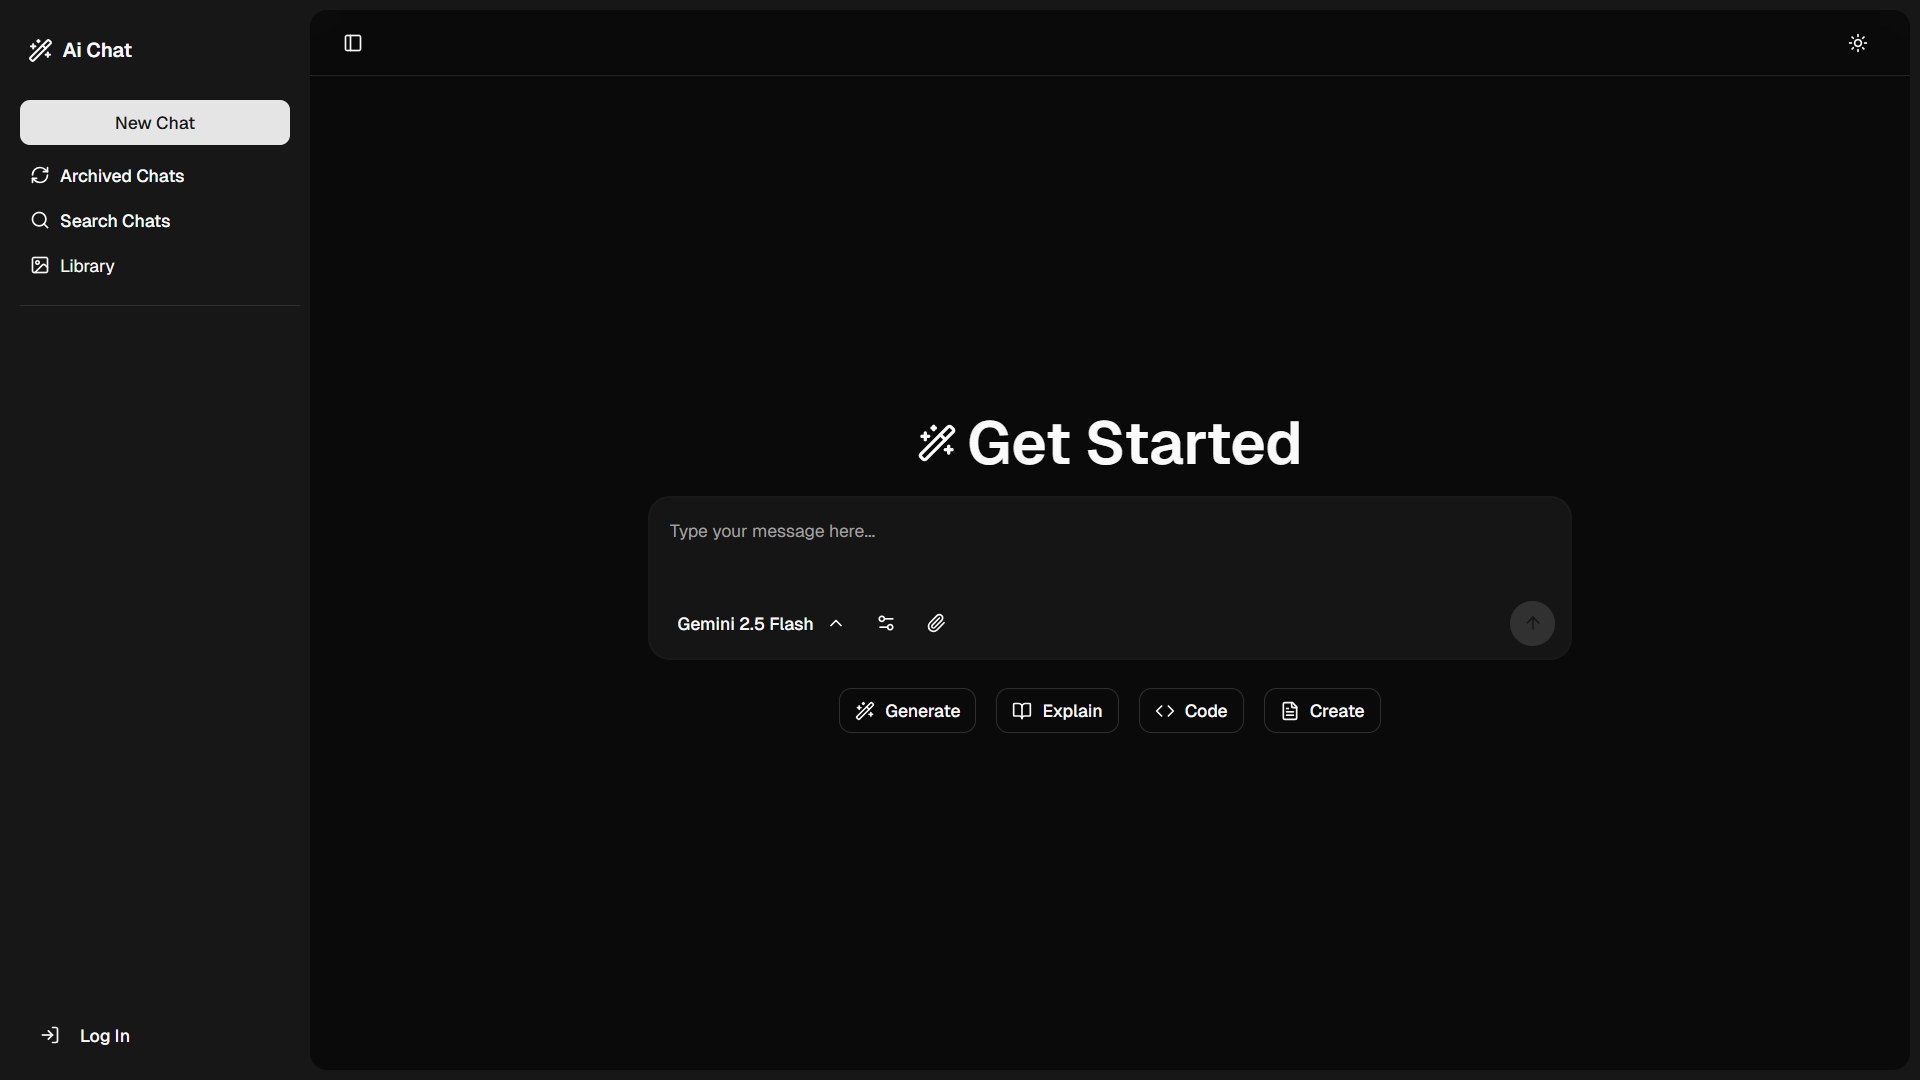 Ai Chat
New Chat
Archived Chats
Search Chats
Library
Log In
Get Started
Type your message here...
Gemini 2.5 Flash
Generate
Explain
Code
Create